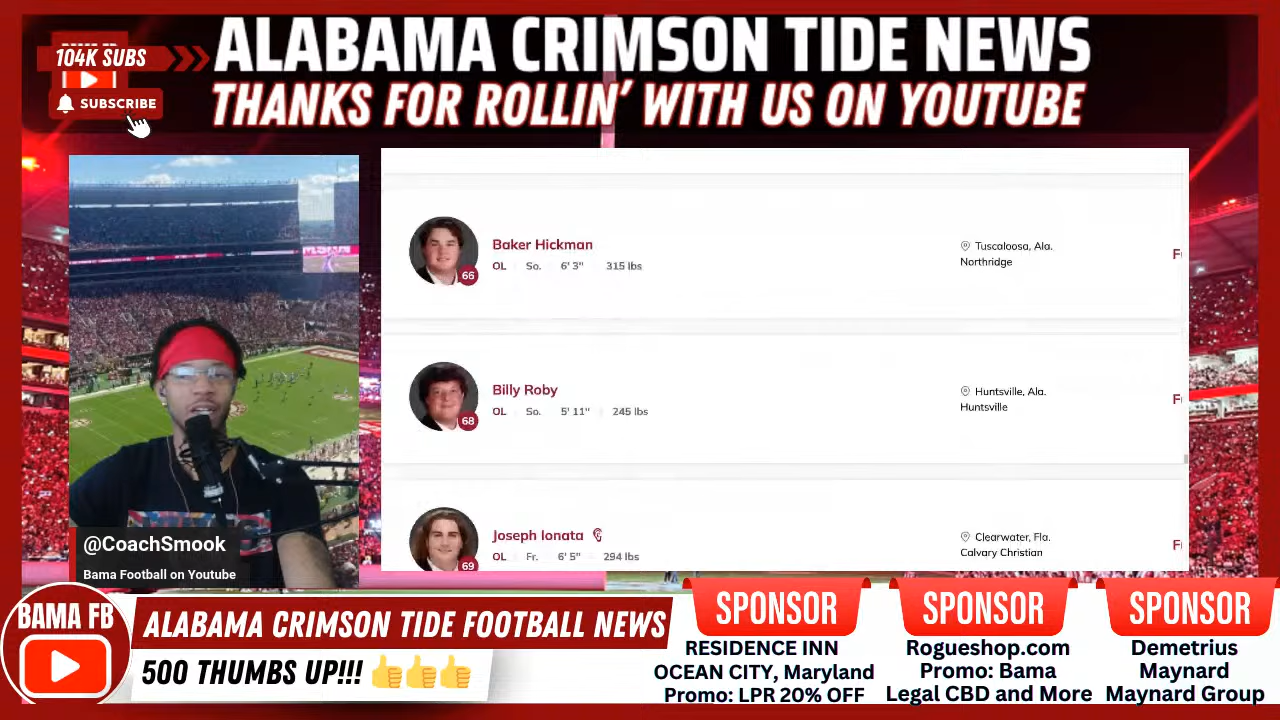 104K SUBS
SUBSCRIBE
ALABAMA CRIMSON TIDE NEWS
THANKS FOR ROLLIN' WITH US ON YOUTUBE
Baker Hickman
OL So. 6' 3" 315 lbs
66
Tuscaloosa, Ala.
Northridge
Billy Roby
OL So. 5' 11" 245 lbs
68
Huntsville, Ala.
Huntsville
Joseph Ionata
OL Fr. 6' 5" 294 lbs
69
Clearwater, Fla.
Calvary Christian
@CoachSmook
Bama Football on Youtube
BAMA FB
ALABAMA CRIMSON TIDE FOOTBALL NEWS
500 THUMBS UP!!! 👍👍👍
SPONSOR
RESIDENCE INN
OCEAN CITY, Maryland
Promo: LPR 20% OFF
SPONSOR
Rogueshop.com
Promo: Bama
Legal CBD and More
SPONSOR
Demetrius
Maynard
Maynard Group